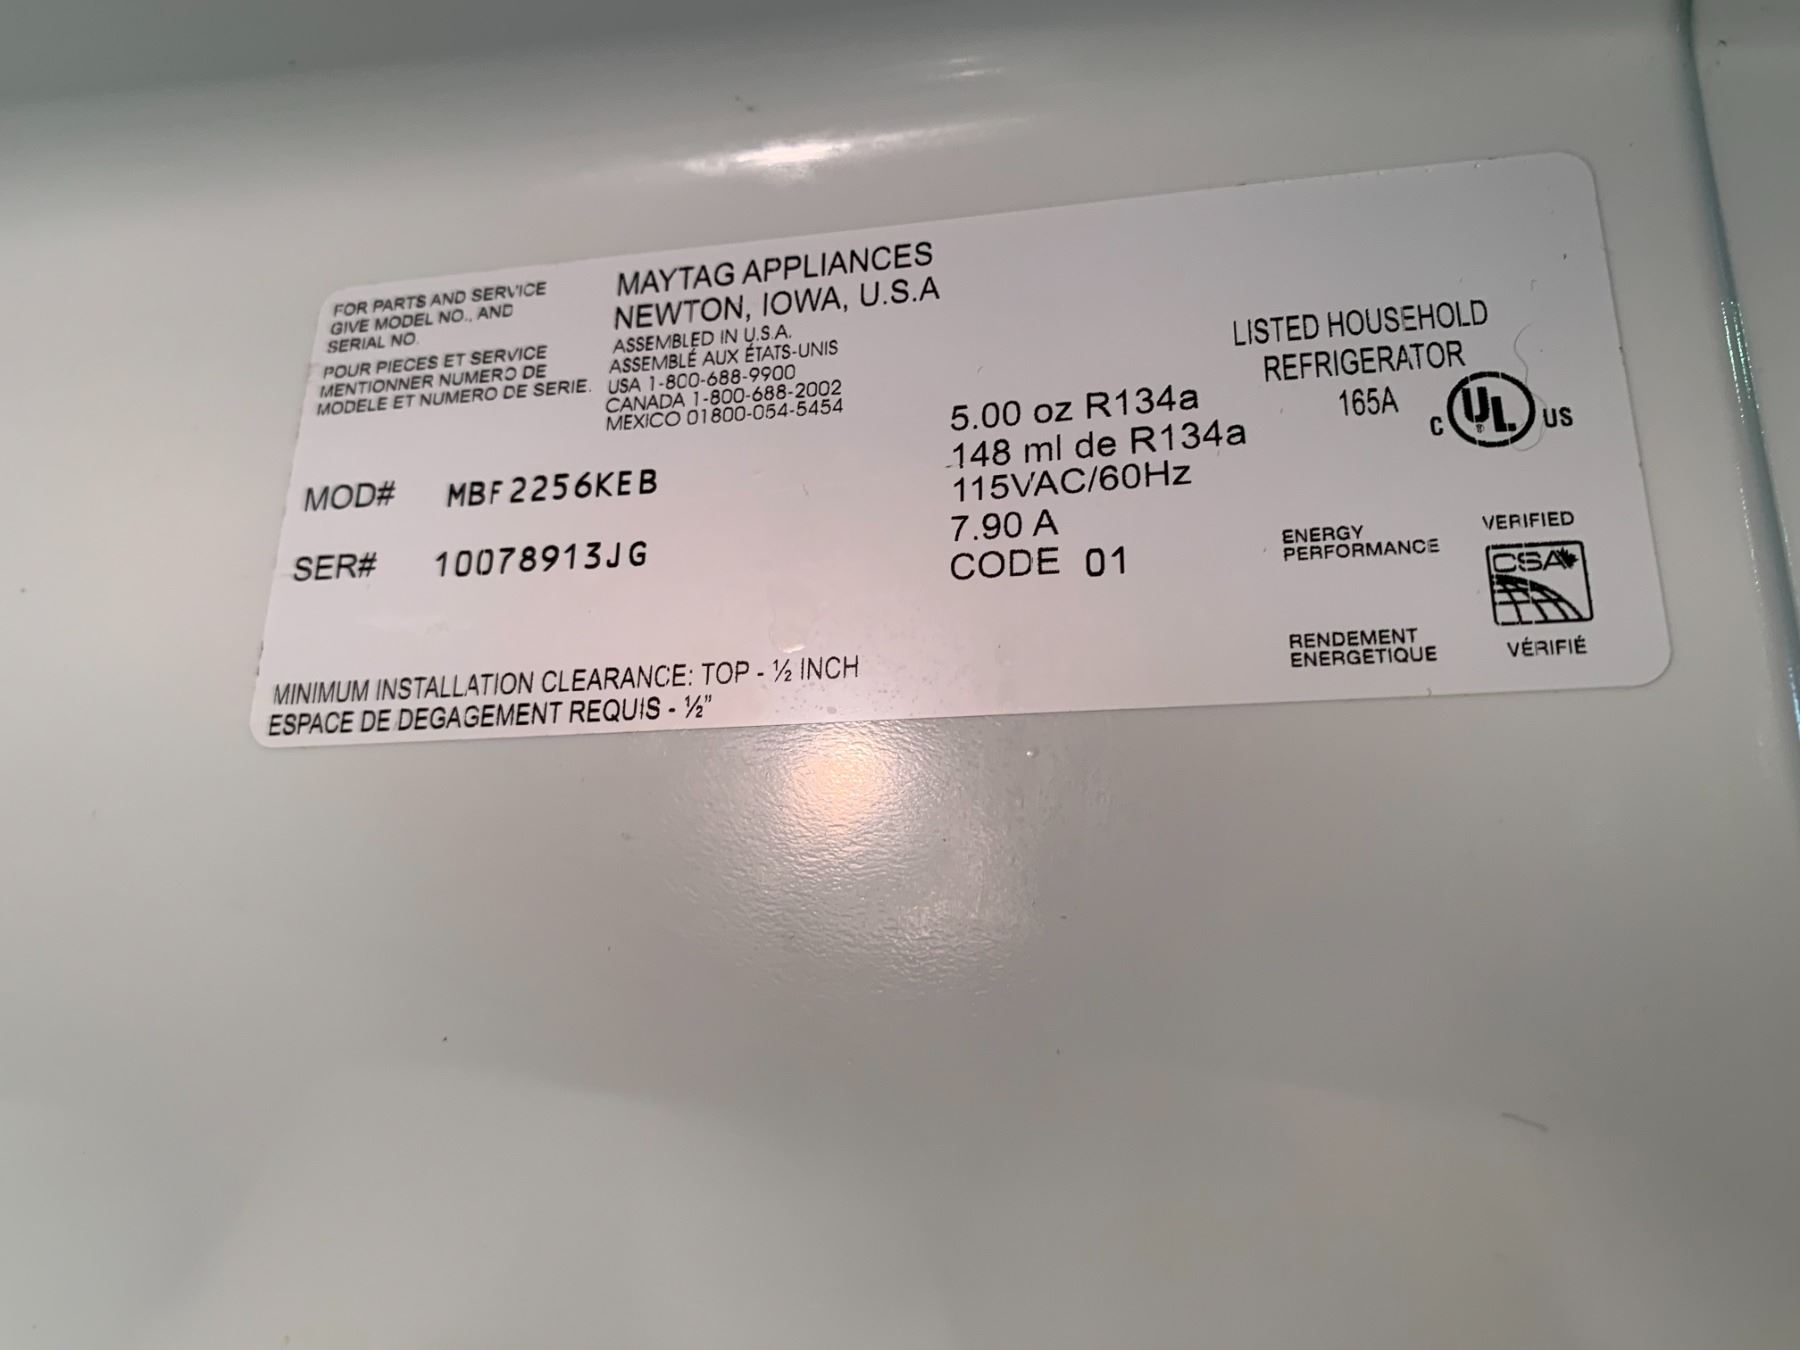 FOR PARTS AND SERVICE
GIVE MODEL NO., AND
SERIAL NO.
POUR PIECES ET SERVICE
MENTIONNER NUMERO DE
MODELE ET NUMERO DE SERIE.
MAYTAG APPLIANCES
NEWTON, IOWA, U.S.A
ASSEMBLED IN U.S.A.
ASSEMBLÉ AUX ÉTATS-UNIS
USA 1-800-688-9900
CANADA 1-800-688-2002
MEXICO 01800-054-5454
MOD# MBF2256KEB
SER# 10078913JG
5.00 oz R134a
148 ml de R134a
115VAC/60Hz
7.90 A
CODE 01
LISTED HOUSEHOLD
REFRIGERATOR
165A
C UL ® US
ENERGY
PERFORMANCE
VERIFIED
CSA
RENDEMENT
ENERGETIQUE
VÉRIFIÉ
MINIMUM INSTALLATION CLEARANCE: TOP - ½ INCH
ESPACE DE DEGAGEMENT REQUIS - ½"